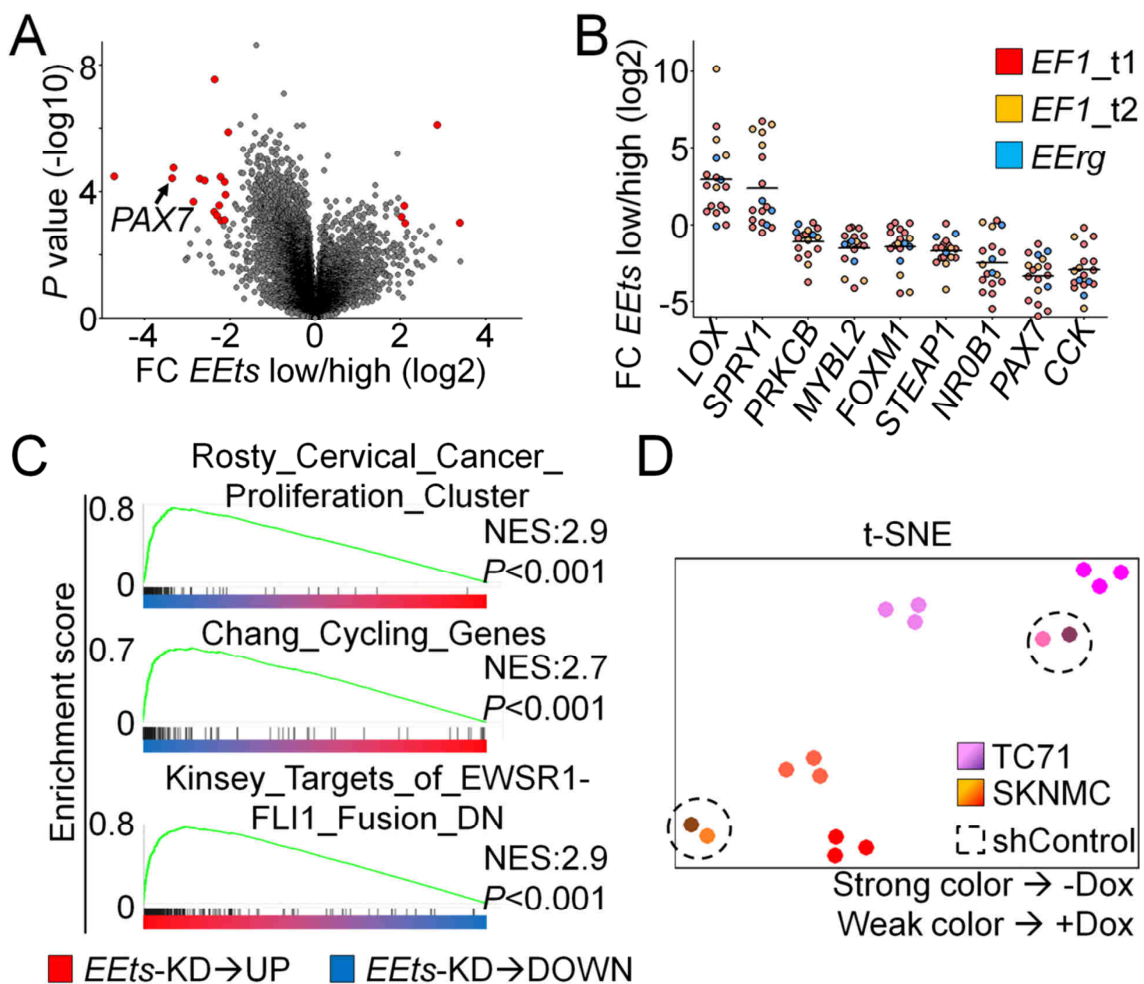 A
P value (-log10)
8
4
0
PAX7
-4
-2
0
2
4
FC EEts low/high (log2)
B
FC EEts low/high (log2)
10
5
0
-5
EF1_t1
EF1_t2
EErg
LOX
SPRY1
PRKCB
MYBL2
FOXM1
STEAP1
NR0B1
PAX7
CCK
C
Enrichment score
Rosty_Cervical_Cancer_
Proliferation_Cluster
0.8
NES:2.9
P<0.001
0
Chang_Cycling_Genes
0.7
NES:2.7
P<0.001
0
Kinsey_Targets_of_EWSR1-
FLI1_Fusion_DN
0.8
NES:2.9
P<0.001
0
EEts-KD→UP
EEts-KD→DOWN
D
t-SNE
TC71
SKNMC
shControl
Strong color → -Dox
Weak color → +Dox